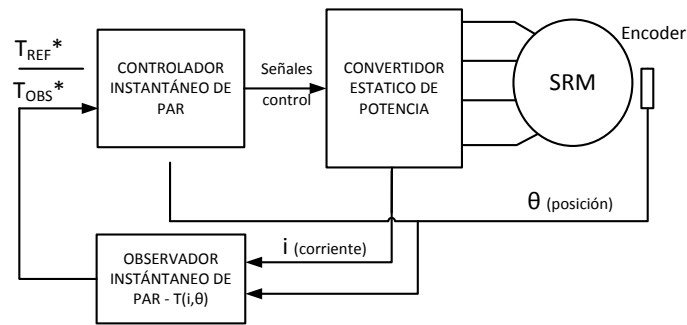 T_REF*
T_OBS*
CONTROLADOR
INSTANTÁNEO DE
PAR
Señales
control
CONVERTIDOR
ESTATICO DE
POTENCIA
SRM
Encoder
θ (posición)
i (corriente)
OBSERVADOR
INSTÁNTANEO DE
PAR - T(i,θ)